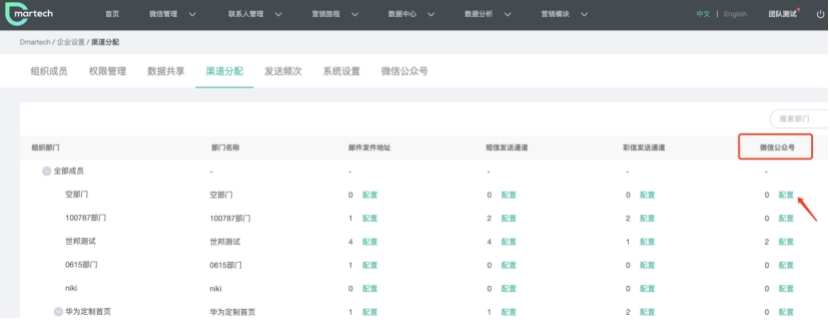 Dmartech 首页 微信管理 联系人管理 营销旅程 数据中心 数据分析 营销模块 中文 | English 团队测试
Dmartech / 企业设置 / 渠道分配
组织成员 权限管理 数据共享 渠道分配 发送频次 系统设置 微信公众号
搜索部门
组织部门 部门名称 邮件发件地址 短信发送通道 彩信发送通道 微信公众号
全部成员 - - - - -
空部门 空部门 0 配置 0 配置 0 配置 0 配置
100787部门 100787部门 1 配置 2 配置 2 配置 0 配置
世邦测试 世邦测试 4 配置 4 配置 1 配置 2 配置
0615部门 0615部门 1 配置 0 配置 0 配置 0 配置
niki niki 0 配置 0 配置 0 配置 0 配置
华为定制首页 华为定制首页 1 配置 1 配置 2 配置 0 配置